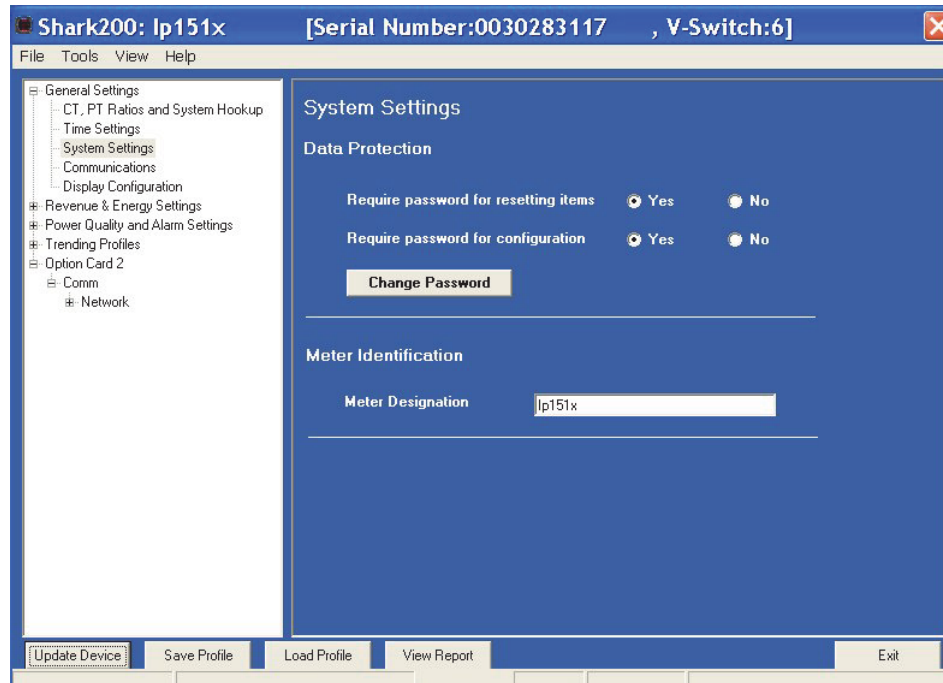 Shark200: lp151x [Serial Number:0030283117 , V-Switch:6]
File Tools View Help
General Settings
CT, PT Ratios and System Hookup
Time Settings
System Settings
Communications
Display Configuration
Revenue & Energy Settings
Power Quality and Alarm Settings
Trending Profiles
Option Card 2
Comm
Network
System Settings
Data Protection
Require password for resetting items Yes No
Require password for configuration Yes No
Change Password
Meter Identification
Meter Designation lp151x
Update Device Save Profile Load Profile View Report Exit